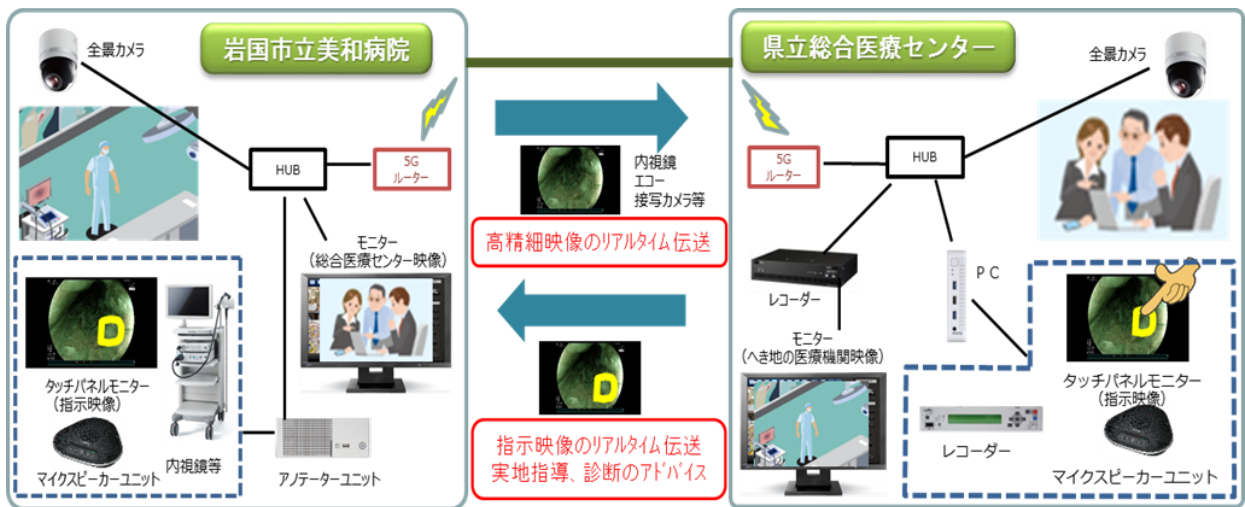 岩国市立美和病院
全景カメラ
HUB
5G
ルーター
モニター
(総合医療センター映像)
タッチパネルモニター
(指示映像)
マイクスピーカーユニット
内視鏡等
アノテーターユニット
内視鏡
エコー
接写カメラ等
高精細映像のリアルタイム伝送
指示映像のリアルタイム伝送
実地指導、診断のアドバイス
県立総合医療センター
全景カメラ
5G
ルーター
HUB
レコーダー
PC
モニター
(へき地の医療機関映像)
タッチパネルモニター
(指示映像)
レコーダー
マイクスピーカーユニット